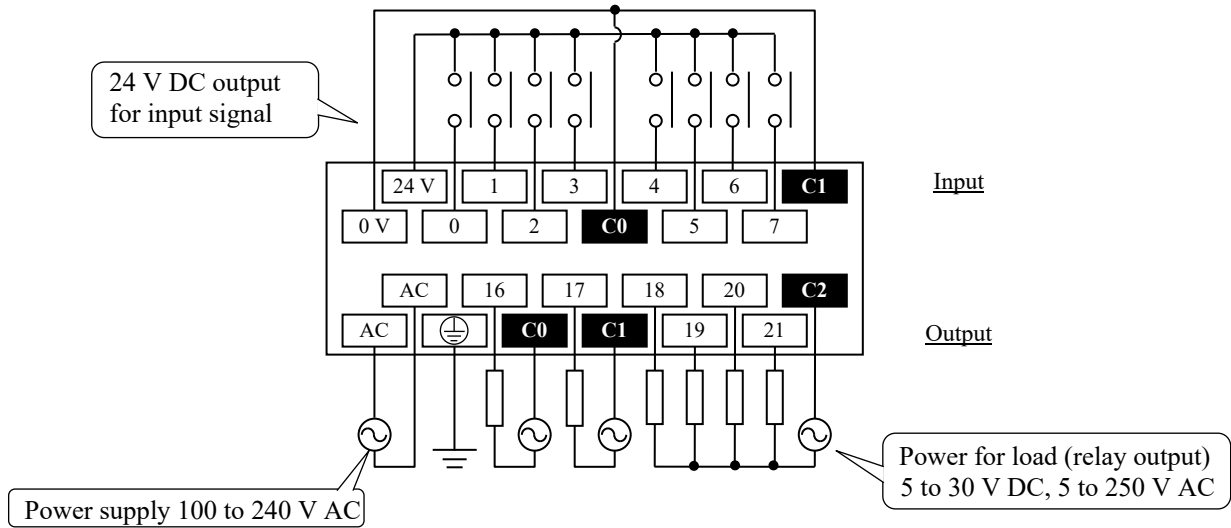 24 V DC output
for input signal
24 V 1 3 4 6 C1
Input
0 V 0 2 C0 5 7
AC 16 17 18 20 C2
AC C0 C1 19 21
Output
Power for load (relay output)
5 to 30 V DC, 5 to 250 V AC
Power supply 100 to 240 V AC